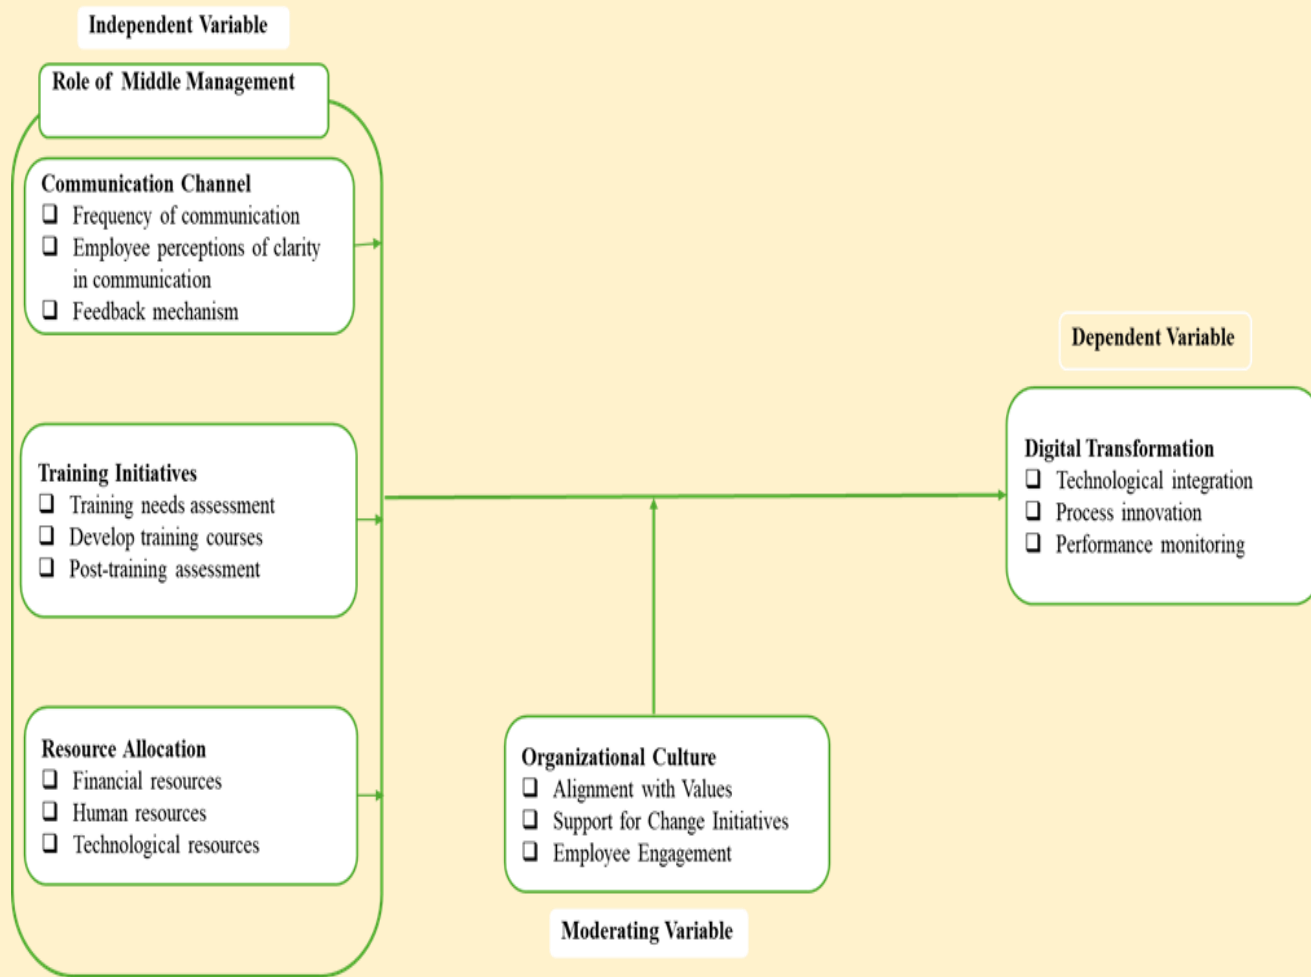 Independent Variable
Role of Middle Management
Communication Channel
❑ Frequency of communication
❑ Employee perceptions of clarity
in communication
❑ Feedback mechanism
Training Initiatives
❑ Training needs assessment
❑ Develop training courses
❑ Post-training assessment
Resource Allocation
❑ Financial resources
❑ Human resources
❑ Technological resources
Organizational Culture
❑ Alignment with Values
❑ Support for Change Initiatives
❑ Employee Engagement
Moderating Variable
Dependent Variable
Digital Transformation
❑ Technological integration
❑ Process innovation
❑ Performance monitoring